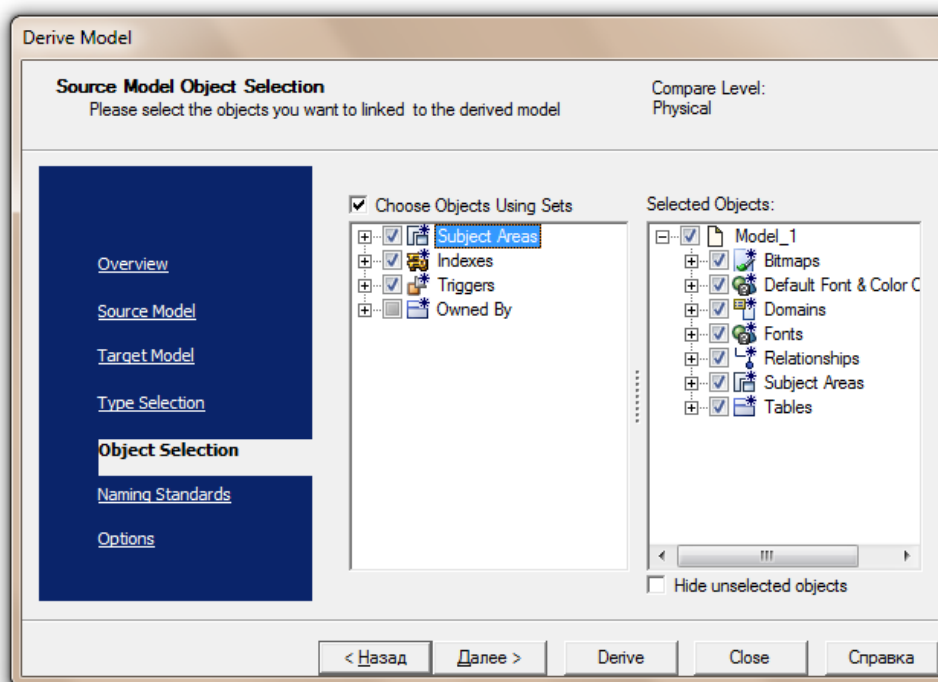 Derive Model
Source Model Object Selection
Please select the objects you want to linked to the derived model
Compare Level:
Physical
Overview
Source Model
Target Model
Type Selection
Object Selection
Naming Standards
Options
Choose Objects Using Sets
Subject Areas
Indexes
Triggers
Owned By
Selected Objects:
Model_1
Bitmaps
Default Font & Color C
Domains
Fonts
Relationships
Subject Areas
Tables
Hide unselected objects
< Назад
Далее >
Derive
Close
Справка